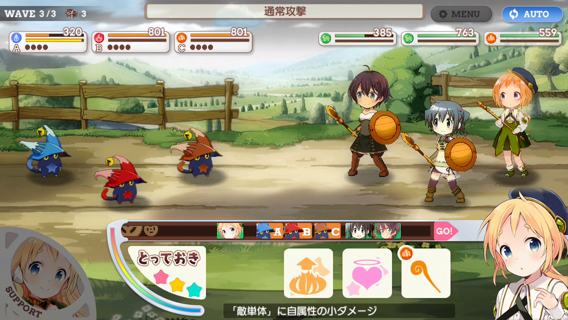 WAVE 3/3 3
通常攻撃
MENU
AUTO
320
A
801
B
801
C
385
763
559
A B C GO!
とっておき
SUPPORT
「敵単体」に自属性の小ダメージ